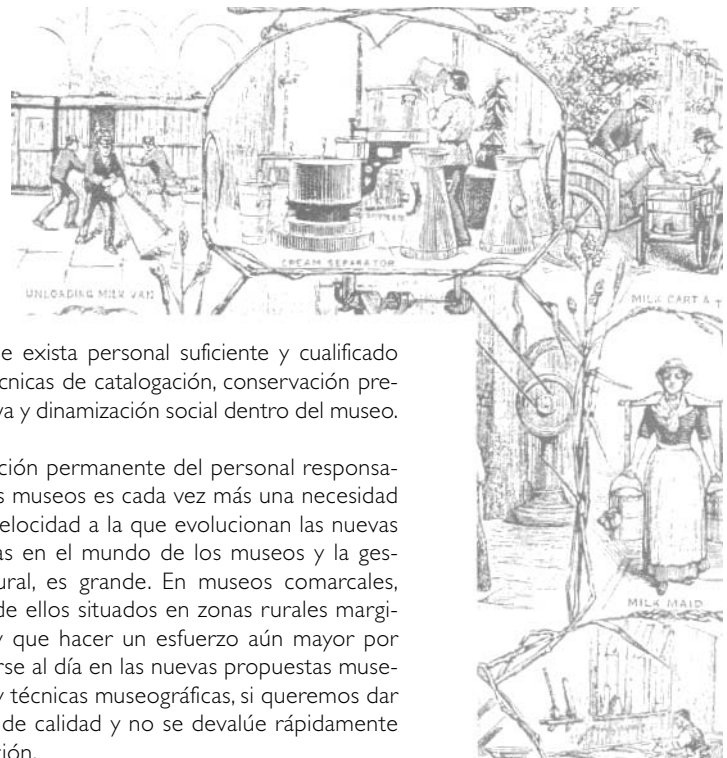 UNLOADING MILK VAN
CREAM SEPARATOR
MILK CART & T
e exista personal suficiente y cualificado
cnicas de catalogación, conservación pre-
va y dinamización social dentro del museo.
ción permanente del personal responsa-
s museos es cada vez más una necesidad
elocidad a la que evolucionan las nuevas
as en el mundo de los museos y la ges-
ural, es grande. En museos comarcales,
de ellos situados en zonas rurales margi-
y que hacer un esfuerzo aún mayor por
rse al día en las nuevas propuestas muse-
y técnicas museográficas, si queremos dar
de calidad y no se devalúe rápidamente
ción.
MILK MAID